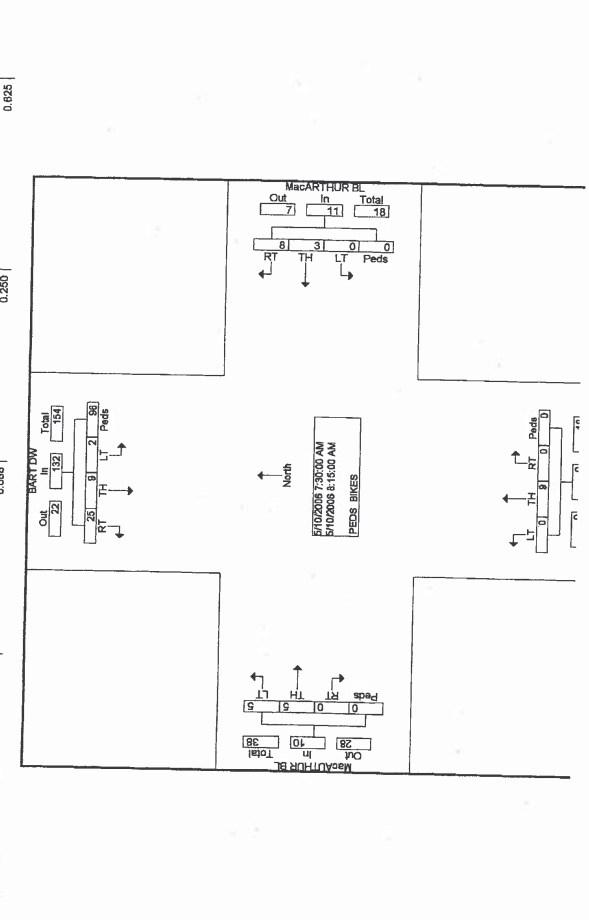 0.625
0.250
MacARTHUR BL
Out In Total
7 11 18
8 3 0 0
RT TH LT Peds
BART DW
Out In Total
22 132 154
25 9 2 96
RT TH LT Peds
North
5/10/2006 7:30:00 AM
5/10/2006 8:15:00 AM
PEDS BIKES
LT TH RT Peds
0 9 0 0
LT TH RT Peds
5 5 0 0
38 10 28
Total In Out
MacAUTHUR BL